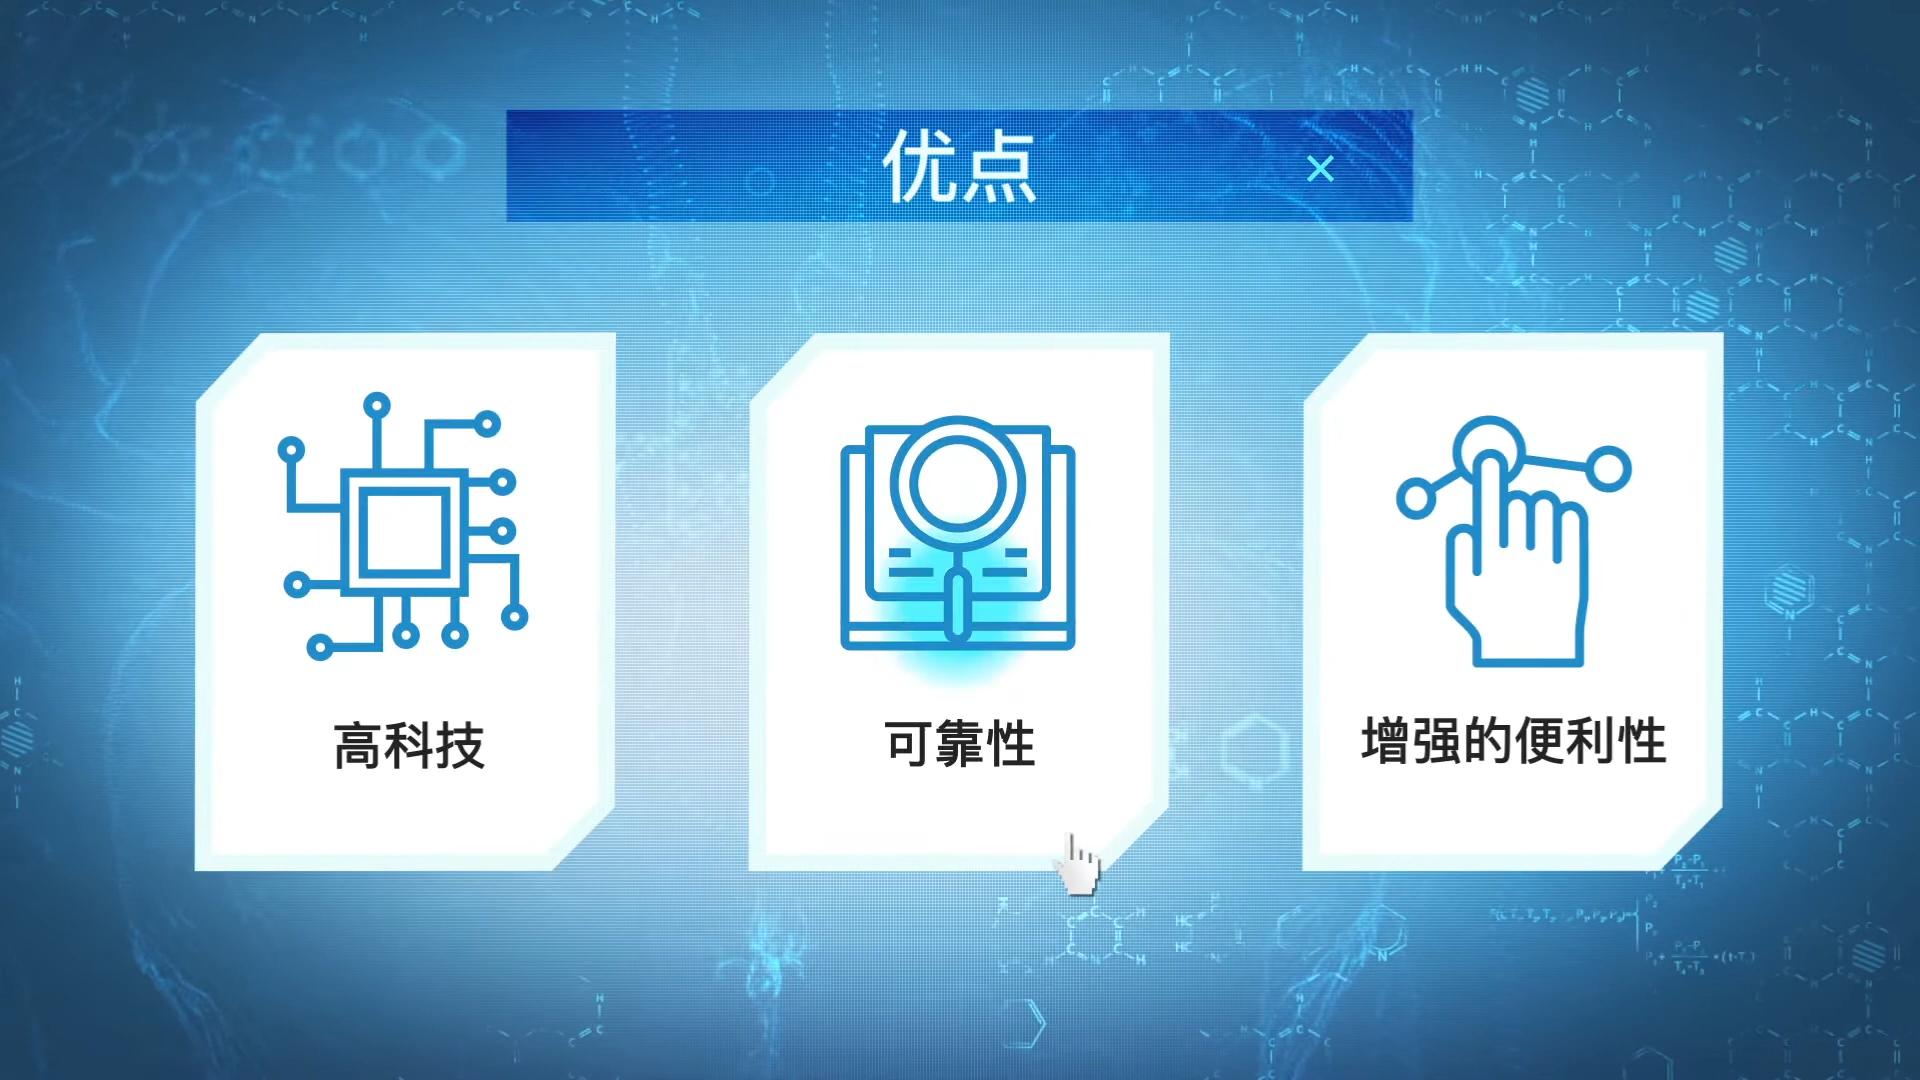 优点
高科技
可靠性
增强的便利性